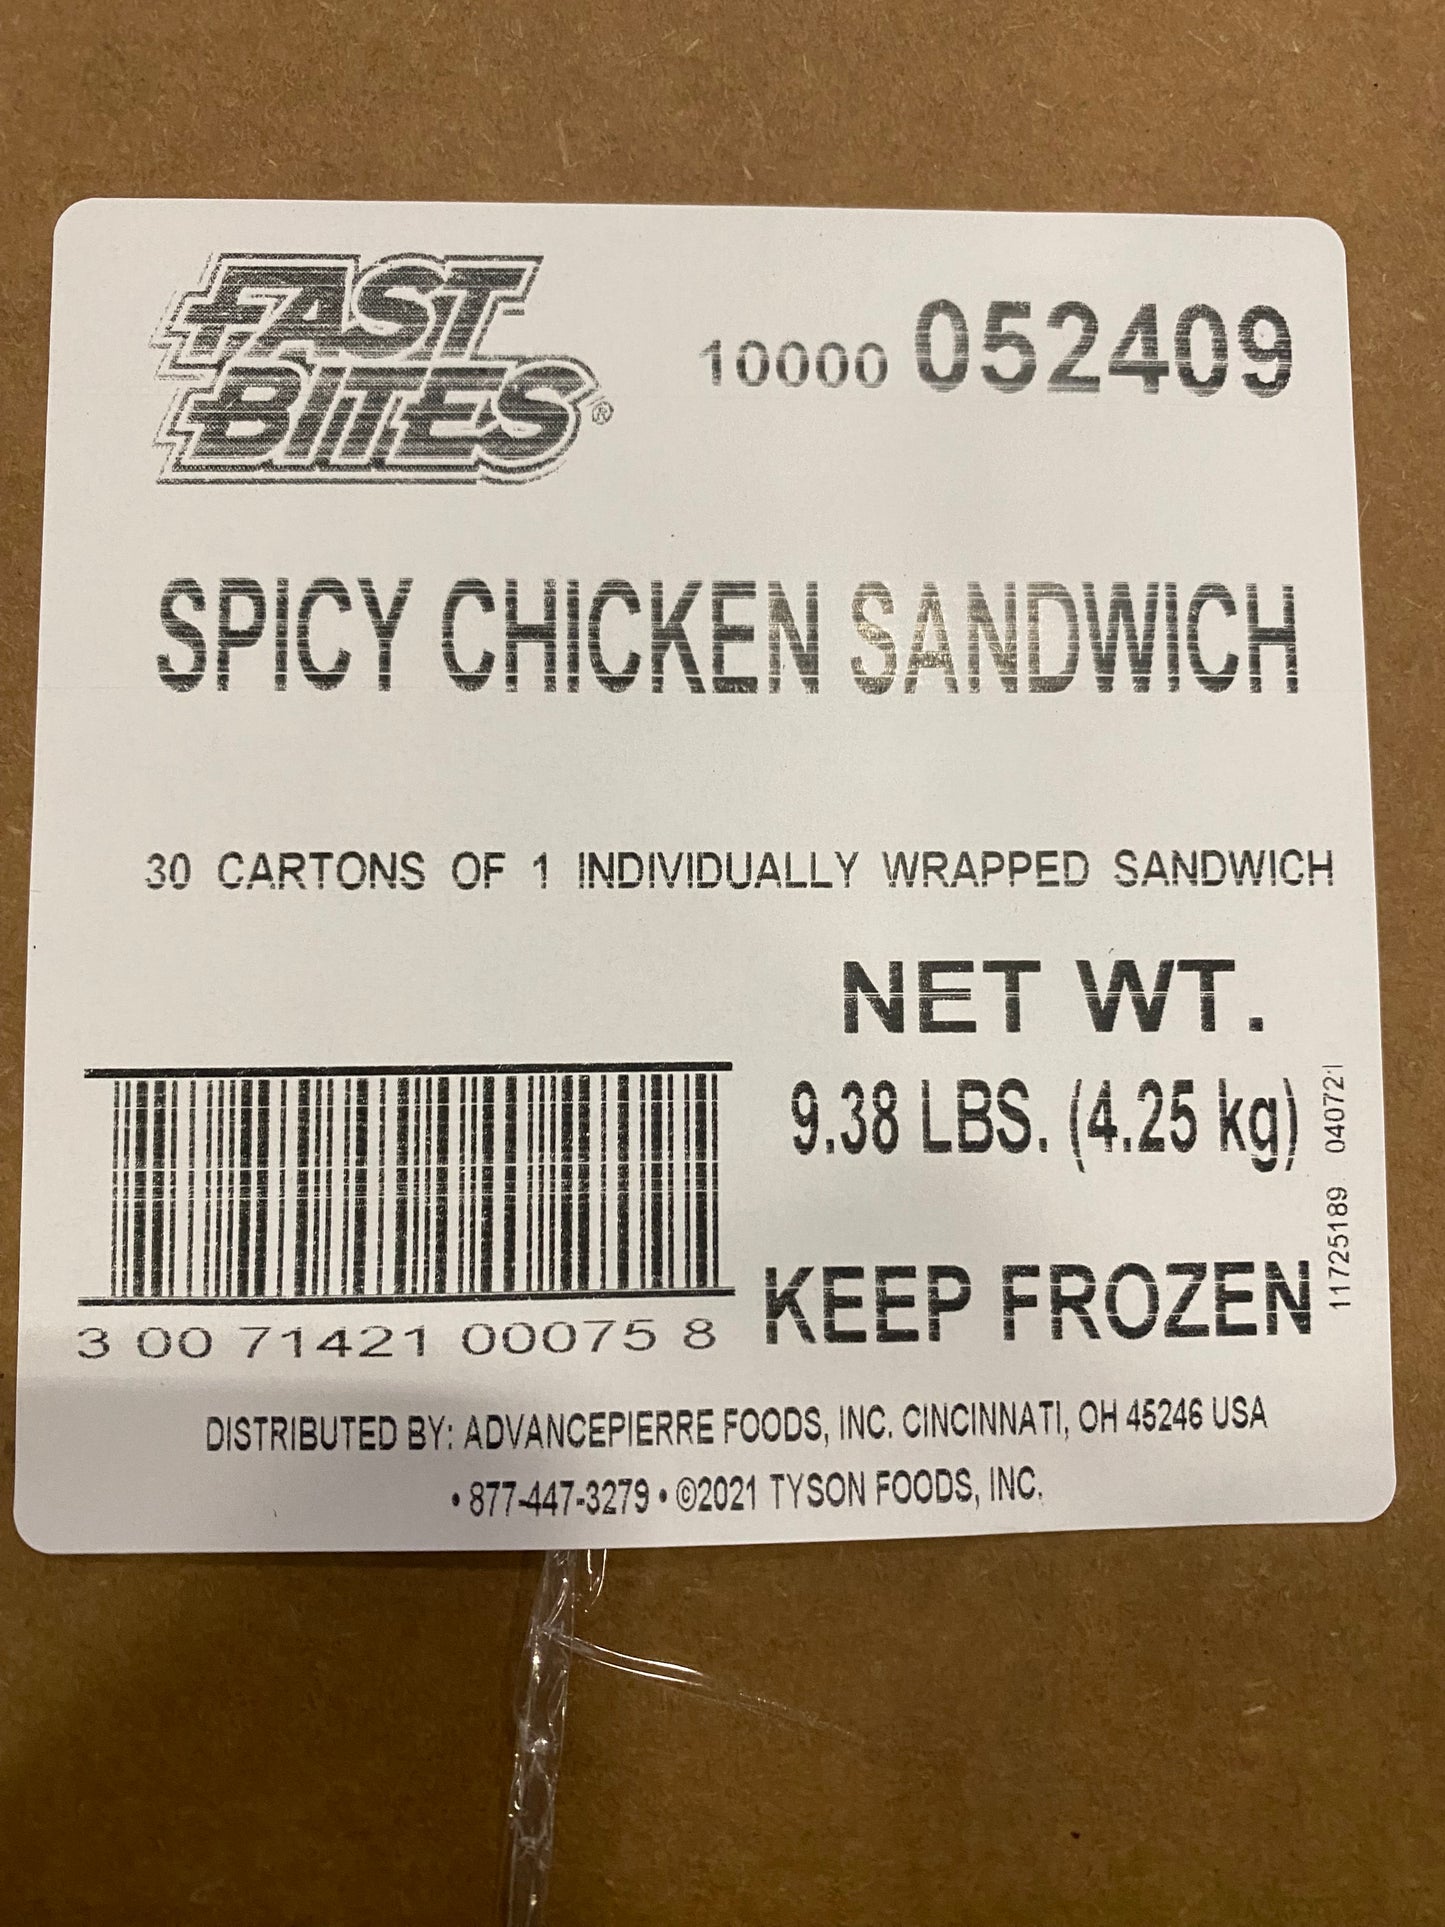 FAST
BITES®
10000 052409
SPICY CHICKEN SANDWICH
30 CARTONS OF 1 INDIVIDUALLY WRAPPED SANDWICH
NET WT.
9.38 LBS. (4.25 kg)
KEEP FROZEN
11725189 04072·I
3 00 71421 00075 8
DISTRIBUTED BY: ADVANCEPIERRE FOODS, INC. CINCINNATI, OH 45246 USA
• 877-447-3279 • ©2021 TYSON FOODS, INC.